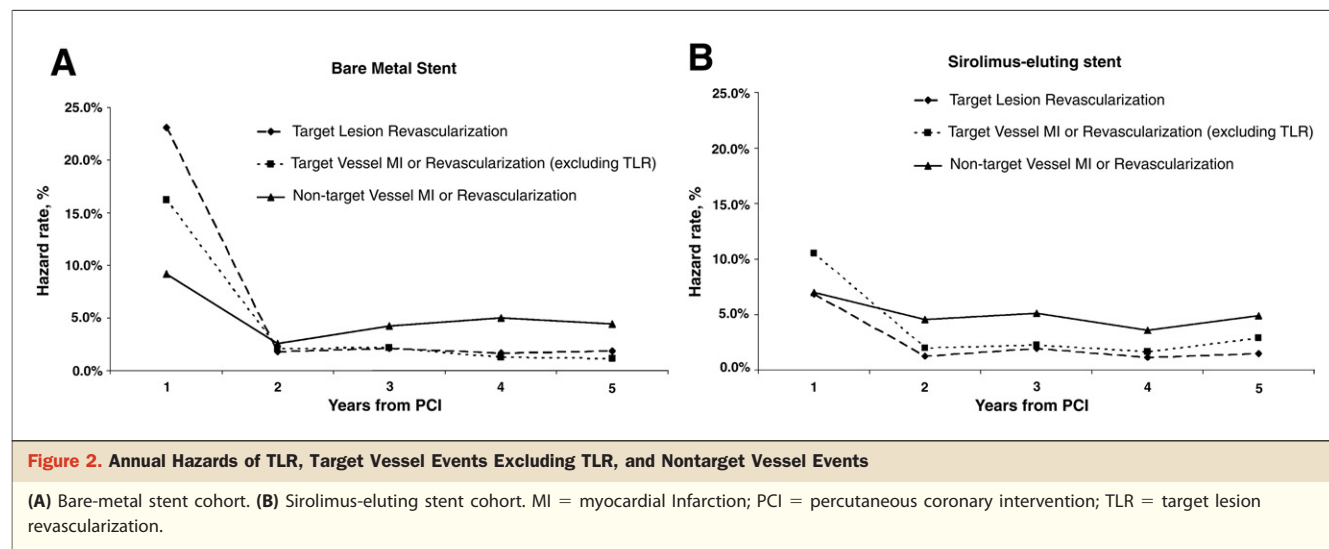 A
Bare Metal Stent
25.0%
20.0%
15.0%
10.0%
5.0%
0.0%
Hazard rate, %
Target Lesion Revascularization
Target Vessel MI or Revascularization (excluding TLR)
Non-target Vessel MI or Revascularization
1 2 3 4 5
Years from PCI
B
Sirolimus-eluting stent
25.0%
20.0%
15.0%
10.0%
5.0%
0.0%
Hazard rate, %
Target Lesion Revascularization
Target Vessel MI or Revascularization (excluding TLR)
Non-target Vessel MI or Revascularization
1 2 3 4 5
Years from PCI
Figure 2. Annual Hazards of TLR, Target Vessel Events Excluding TLR, and Nontarget Vessel Events
(A) Bare-metal stent cohort. (B) Sirolimus-eluting stent cohort. MI = myocardial Infarction; PCI = percutaneous coronary intervention; TLR = target lesion
revascularization.